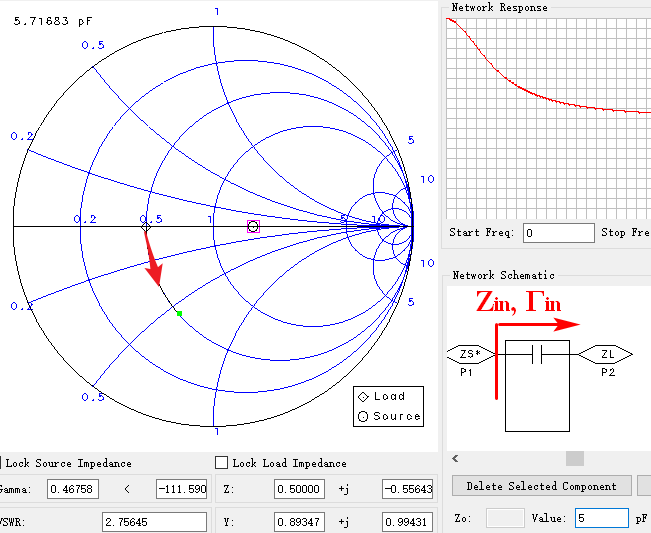 5.71683 pF
1
0.5
0.2
5
10
0.2
0.5
1
5
10
10
5
0.2
0.5
1
Load
Source
Lock Source Impedance
Lock Load Impedance
Gamma: 0.46758 < -111.590
Z: 0.50000 +j -0.55643
VSWR: 2.75645
Y: 0.89347 +j 0.99431
Network Response
Start Freq: 0 Stop Fre
Network Schematic
Zin, Γin
ZS* ZL
P1 P2
Delete Selected Component
Zo: Value: 5 pF